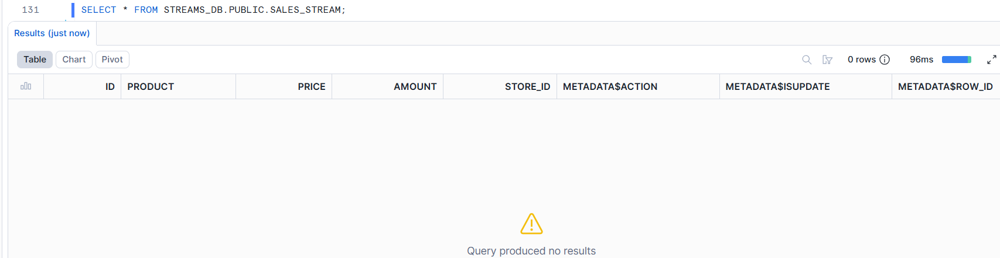 131 SELECT * FROM STREAMS_DB.PUBLIC.SALES_STREAM;
Results (just now)
Table Chart Pivot 0 rows 96ms
ID PRODUCT PRICE AMOUNT STORE_ID METADATA$ACTION METADATA$ISUPDATE METADATA$ROW_ID
Query produced no results